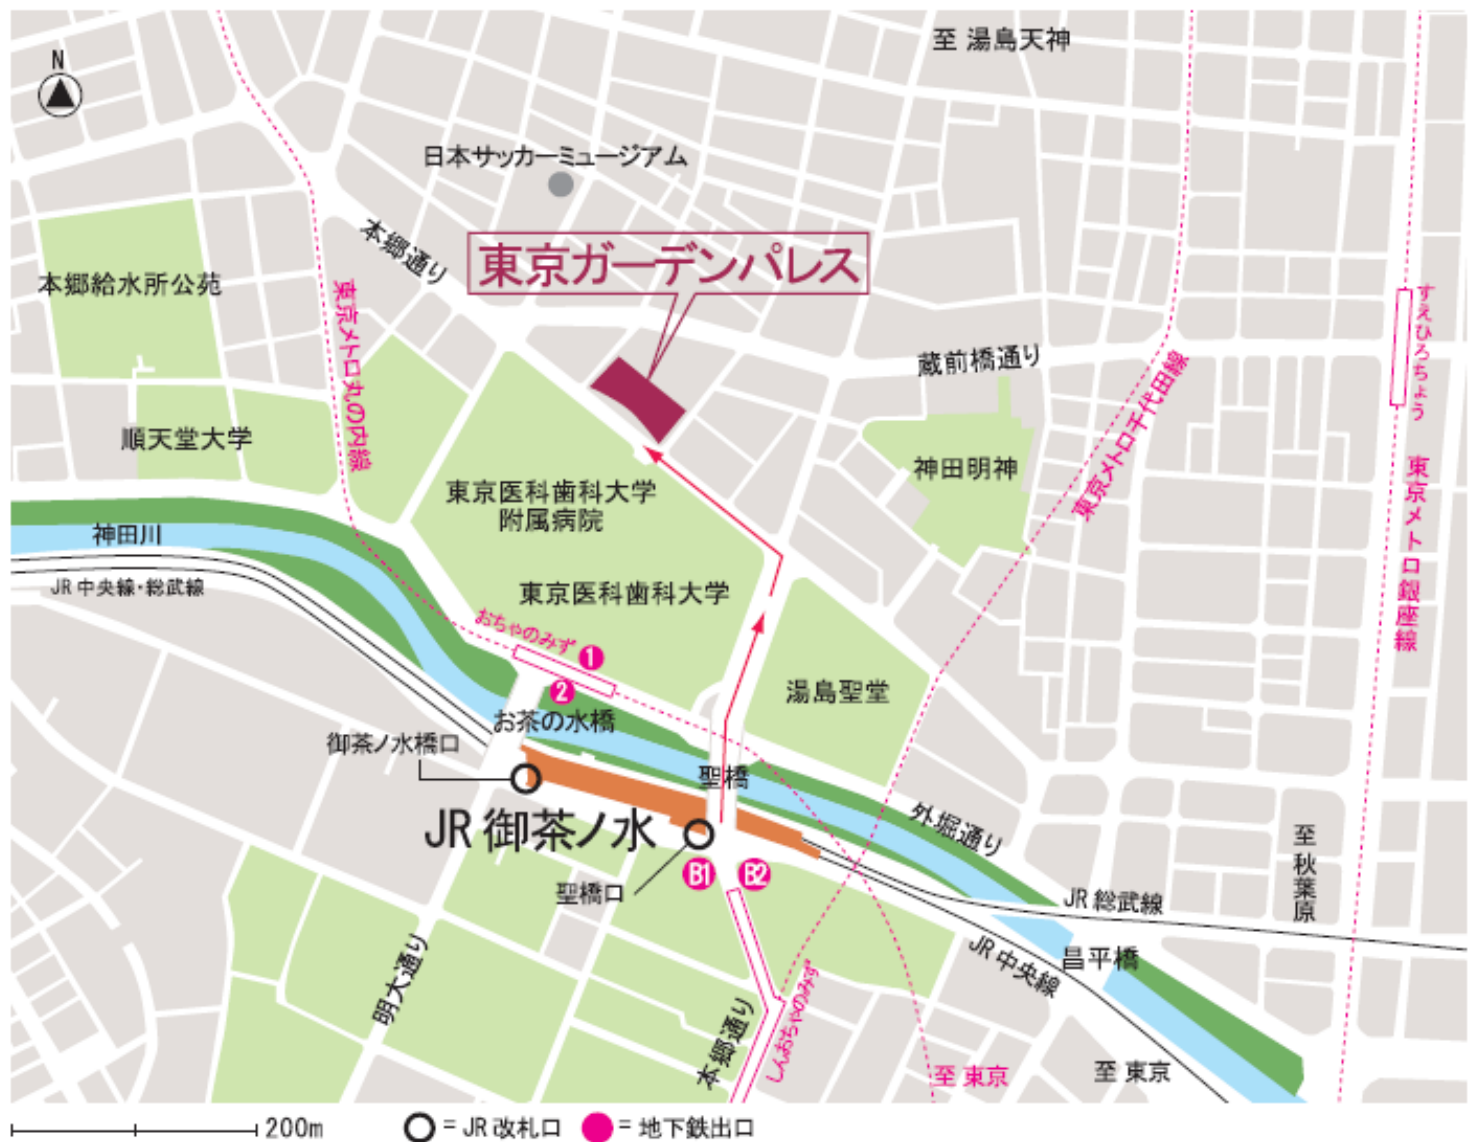 至 湯島天神
N
日本サッカーミュージアム
本郷通り
東京ガーデンパレス
本郷給水所公苑
東京メトロ丸の内線
すえひろちょう
蔵前橋通り
東京メトロ千代田線
順天堂大学
神田明神
東京メトロ銀座線
東京医科歯科大学
附属病院
神田川
JR 中央線・総武線
東京医科歯科大学
おちゃのみず
1
2
湯島聖堂
お茶の水橋
御茶ノ水橋口
聖橋
外堀通り
JR 御茶ノ水
至 秋葉原
B1
B2
聖橋口
JR 総武線
JR 中央線
昌平橋
明大通り
本郷通り
しんおちゃのみず
至 東京
至 東京
200m
= JR 改札口
= 地下鉄出口